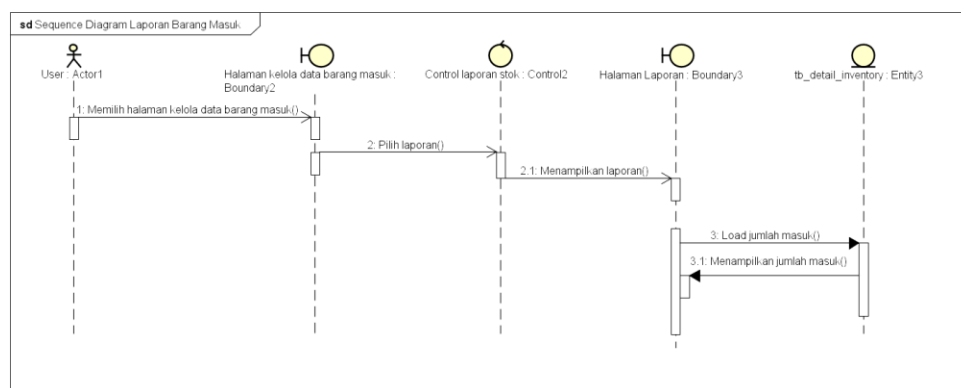 sd Sequence Diagram Laporan Barang Masuk
User : Actor1
Halaman kelola data barang masuk :
Boundary2
Control laporan stok : Control2
Halaman Laporan : Boundary3
tb_detail_inventory : Entity3
1: Memilih halaman kelola data barang masuk()
2: Pilih laporan()
2.1: Menampilkan laporan()
3: Load jumlah masuk()
3.1: Menampilkan jumlah masuk()